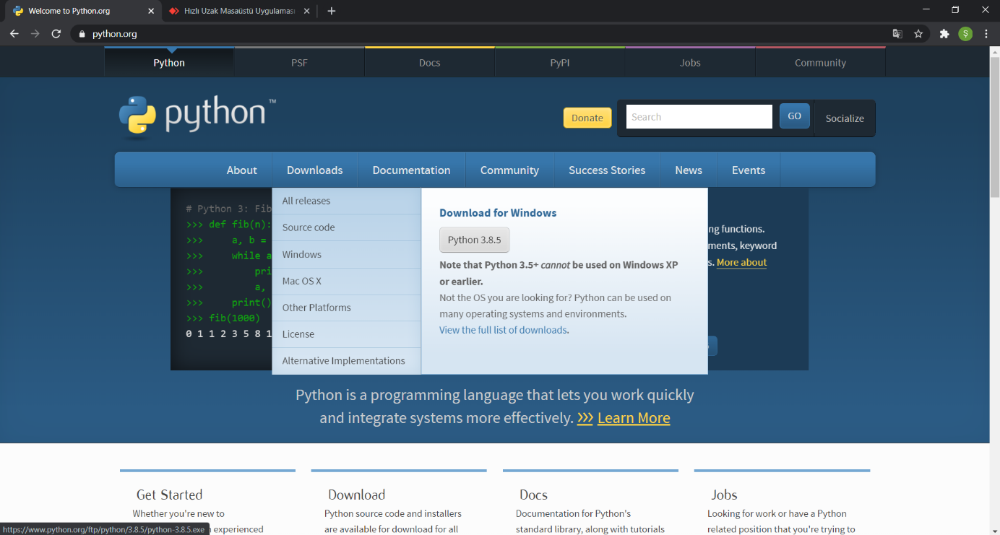 Welcome to Python.org
Hızlı Uzak Masaüstü Uygulaması
python.org
Ş
Python
PSF
Docs
PyPI
Jobs
Community
python™
Donate
Search
GO
Socialize
About
Downloads
Documentation
Community
Success Stories
News
Events
# Python 3: Fib
>>> def fib(n):
>>>     a, b =
>>>     while a
>>>         pri
>>>         a,
>>>     print()
>>> fib(1000)
0 1 1 2 3 5 8 1
All releases
Source code
Windows
Mac OS X
Other Platforms
License
Alternative Implementations
Download for Windows
Python 3.8.5
Note that Python 3.5+ cannot be used on Windows XP
or earlier.
Not the OS you are looking for? Python can be used on
many operating systems and environments.
View the full list of downloads.
ng functions.
ments, keyword
s. More about
Python is a programming language that lets you work quickly
and integrate systems more effectively. >>> Learn More
Get Started
Whether you're new to
n experienced
Download
Python source code and installers
are available for download for all
Docs
Documentation for Python's
standard library, along with tutorials
Jobs
Looking for work or have a Python
related position that you're trying to
https://www.python.org/ftp/python/3.8.5/python-3.8.5.exe